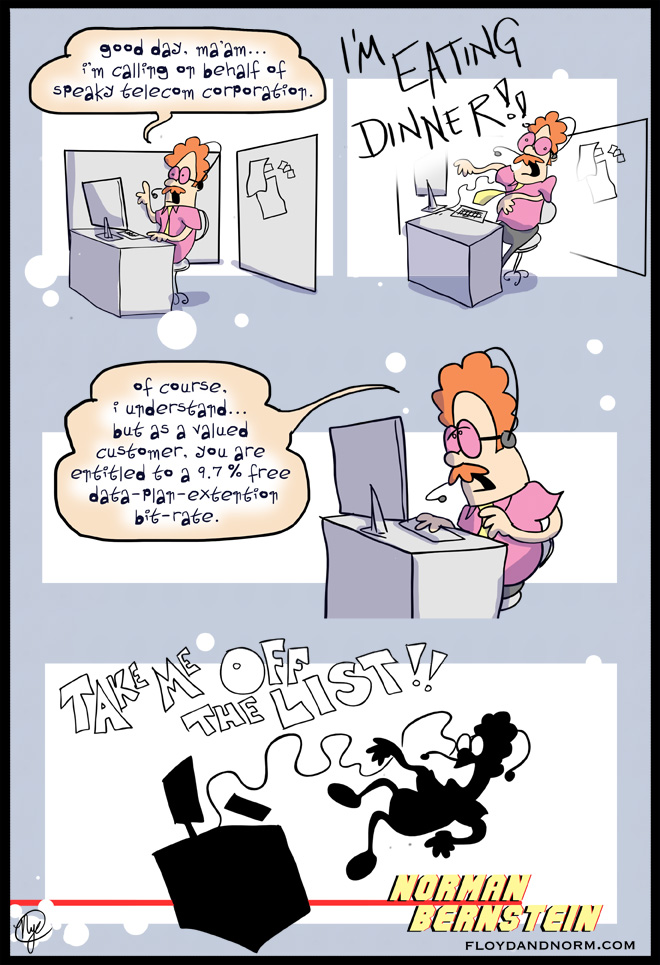 good day, ma'am...
i'm calling on behalf of
speaky telecom corporation.
I'M
EATING
DINNER!!
of course,
i understand...
but as a valued
customer, you are
entitled to a 9.7% free
data-plan-extention
bit-rate.
TAKE ME OFF
THE LIST!!
NORMAN
BERNSTEIN
FLOYDANDNORM.COM